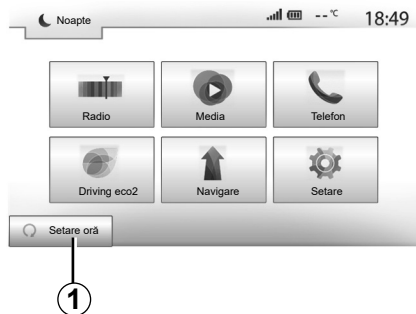 Noapte --°C 18:49
Radio Media Telefon
Driving eco2 Navigare Setare
Setare oră
1